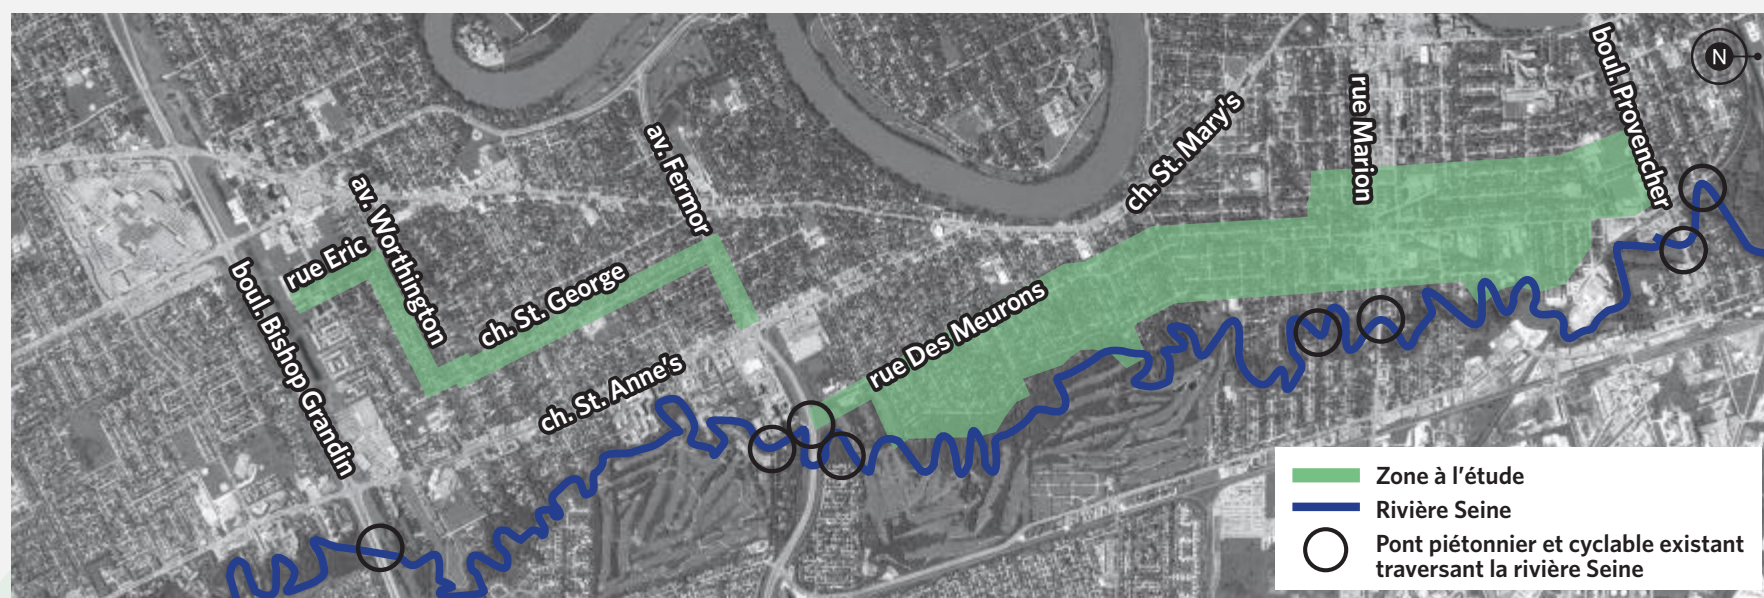 boul. Provencher
N
rue Marion
ch. St. Mary's
av. Fermor
av. Worthington
rue Eric
boul. Bishop Grandin
ch. St. George
rue Des Meurons
ch. St. Anne's
Zone à l'étude
Rivière Seine
Pont piétonnier et cyclable existant
traversant la rivière Seine